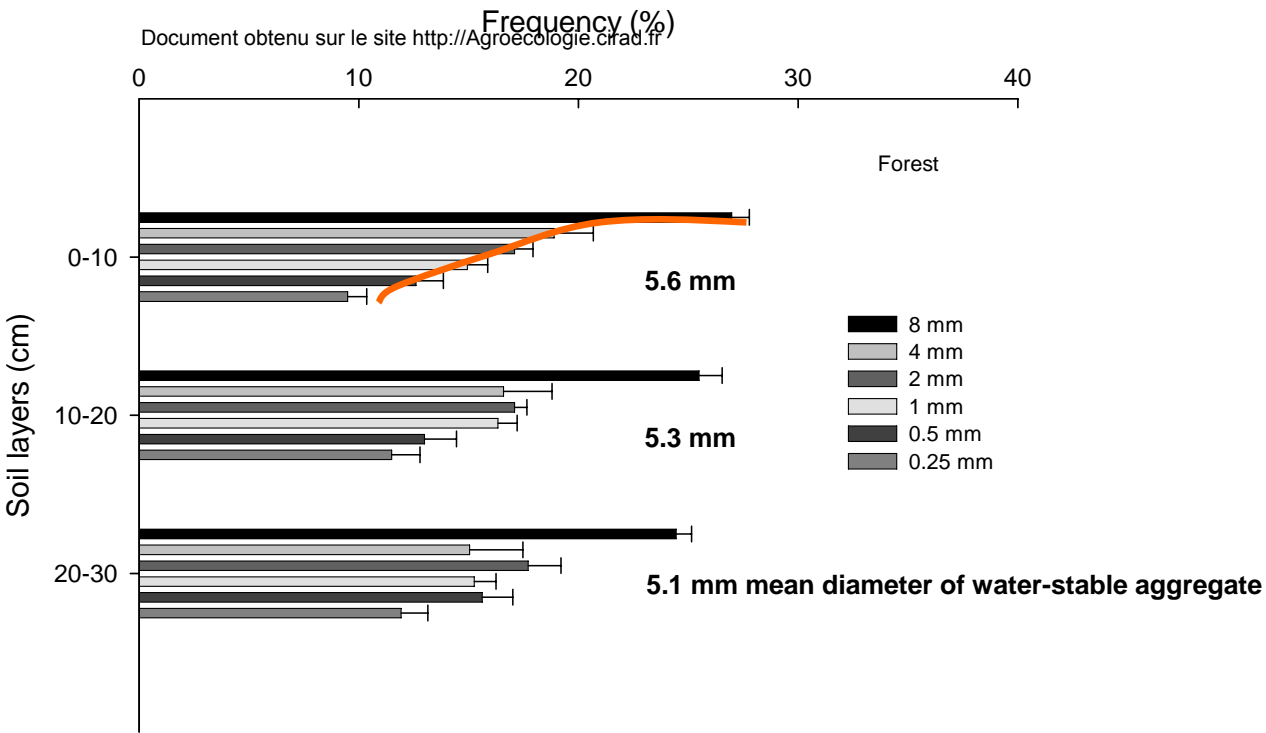 Frequency (%)
Document obtenu sur le site http://Agroecologie.cirad.fr
0 10 20 30 40
Forest
0-10
5.6 mm
8 mm
4 mm
2 mm
1 mm
0.5 mm
0.25 mm
10-20
5.3 mm
Soil layers (cm)
20-30
5.1 mm mean diameter of water-stable aggregate